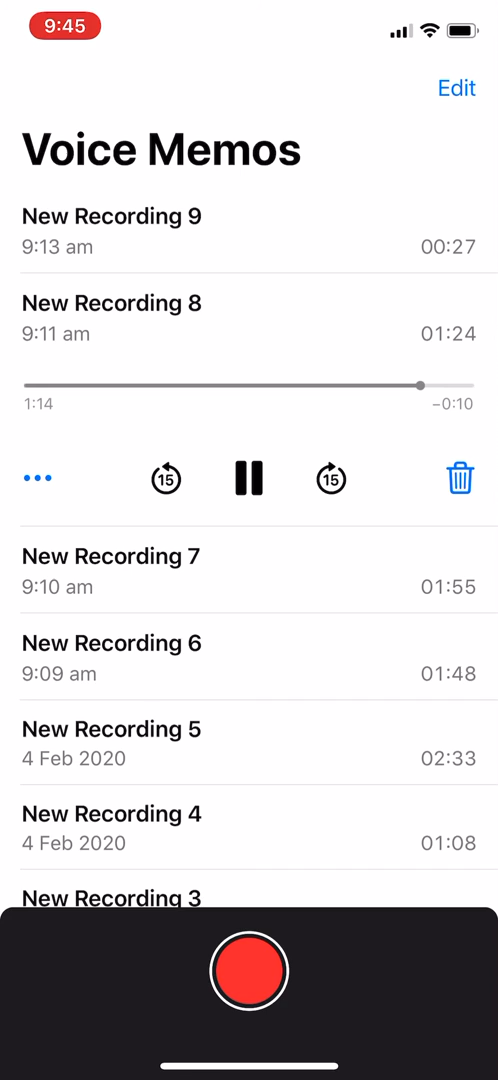 9:45
Edit
Voice Memos
New Recording 9
9:13 am 00:27
New Recording 8
9:11 am 01:24
1:14 −0:10
15 15
New Recording 7
9:10 am 01:55
New Recording 6
9:09 am 01:48
New Recording 5
4 Feb 2020 02:33
New Recording 4
4 Feb 2020 01:08
New Recording 3